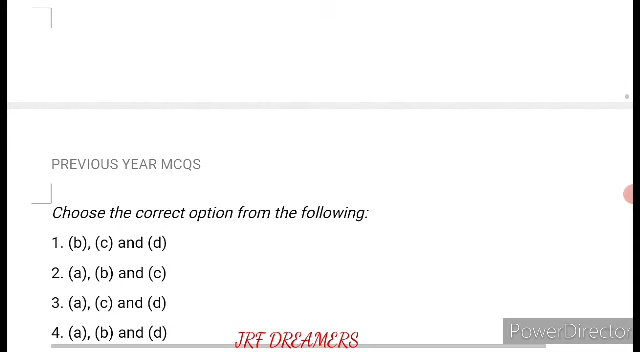 PREVIOUS YEAR MCQS
Choose the correct option from the following:
1. (b), (c) and (d)
2. (a), (b) and (c)
3. (a), (c) and (d)
4. (a), (b) and (d)
JRF DREAMERS
PowerDirector